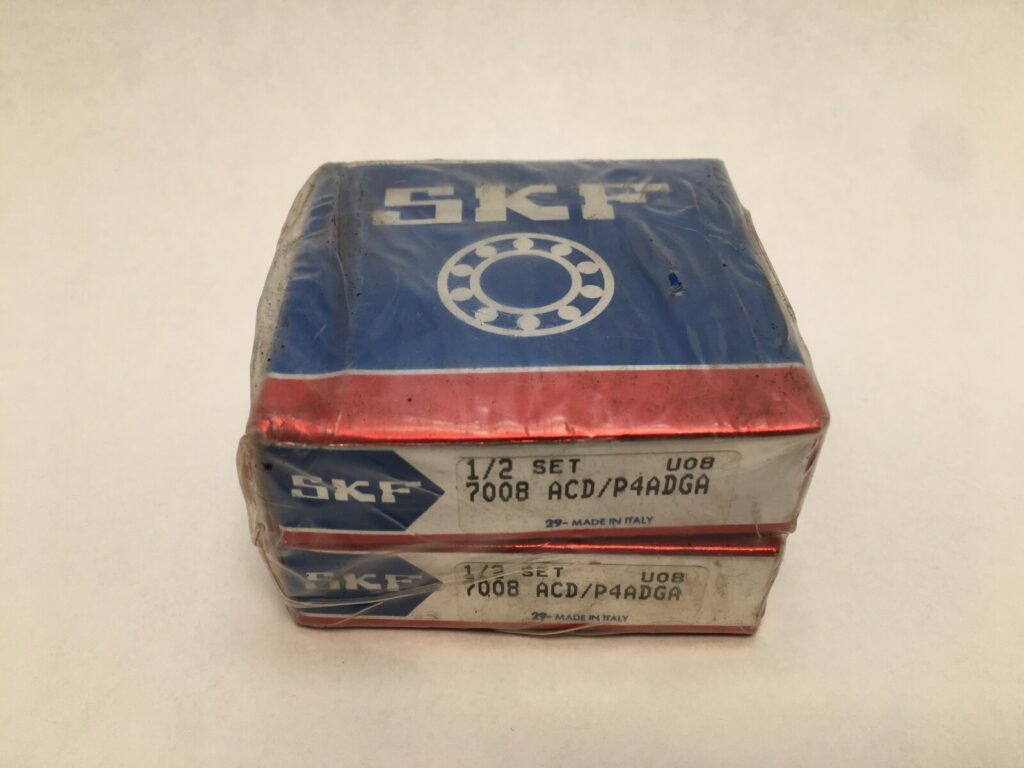 SKF
SKF
1/2 SET U08
7008 ACD/P4ADGA
29- MADE IN ITALY
SKF
1/2 SET U08
7008 ACD/P4ADGA
29- MADE IN ITALY